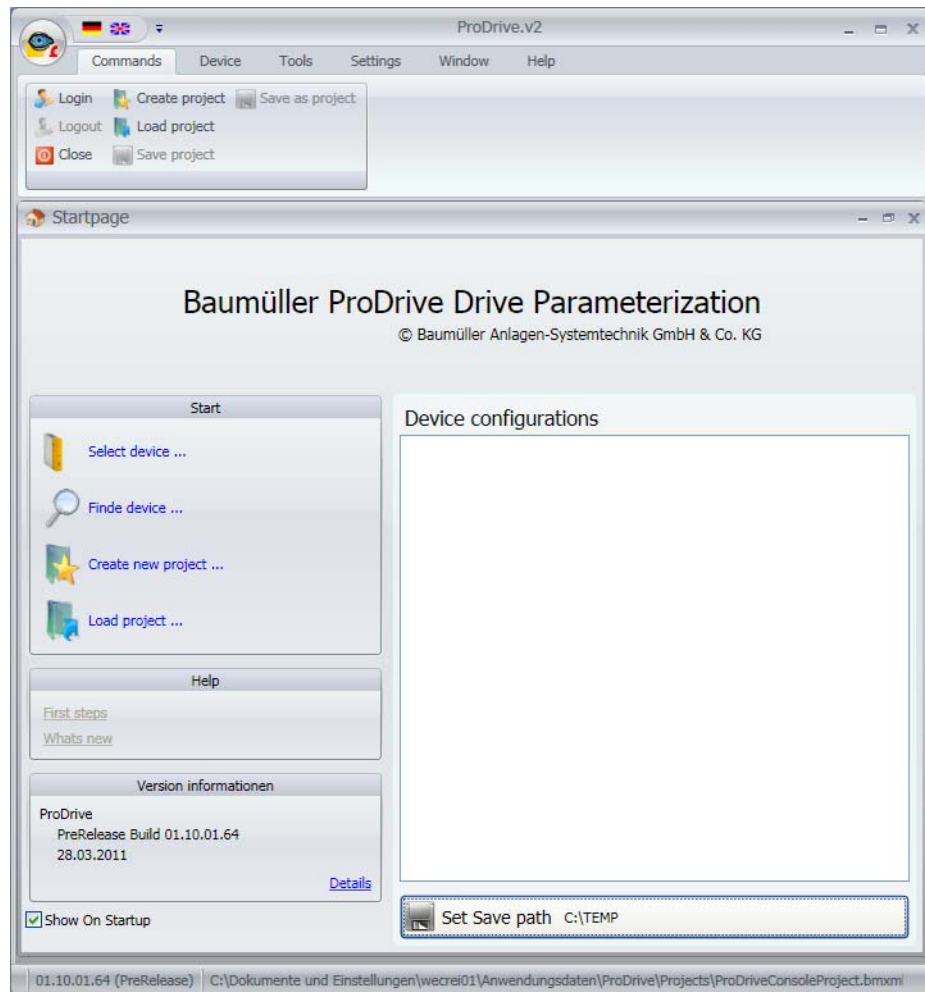 ProDrive.v2
Commands Device Tools Settings Window Help
Login Create project Save as project
Logout Load project
Close Save project
Startpage
Baumüller ProDrive Drive Parameterization
© Baumüller Anlagen-Systemtechnik GmbH & Co. KG
Start
Select device ...
Finde device ...
Create new project ...
Load project ...
Help
First steps
Whats new
Version informationen
ProDrive
PreRelease Build 01.10.01.64
28.03.2011
Details
Show On Startup
Device configurations
Set Save path C:\TEMP
01.10.01.64 (PreRelease) C:\Dokumente und Einstellungen\wecrei01\Anwendungsdaten\ProDrive\Projects\ProDriveConsoleProject.bmxml